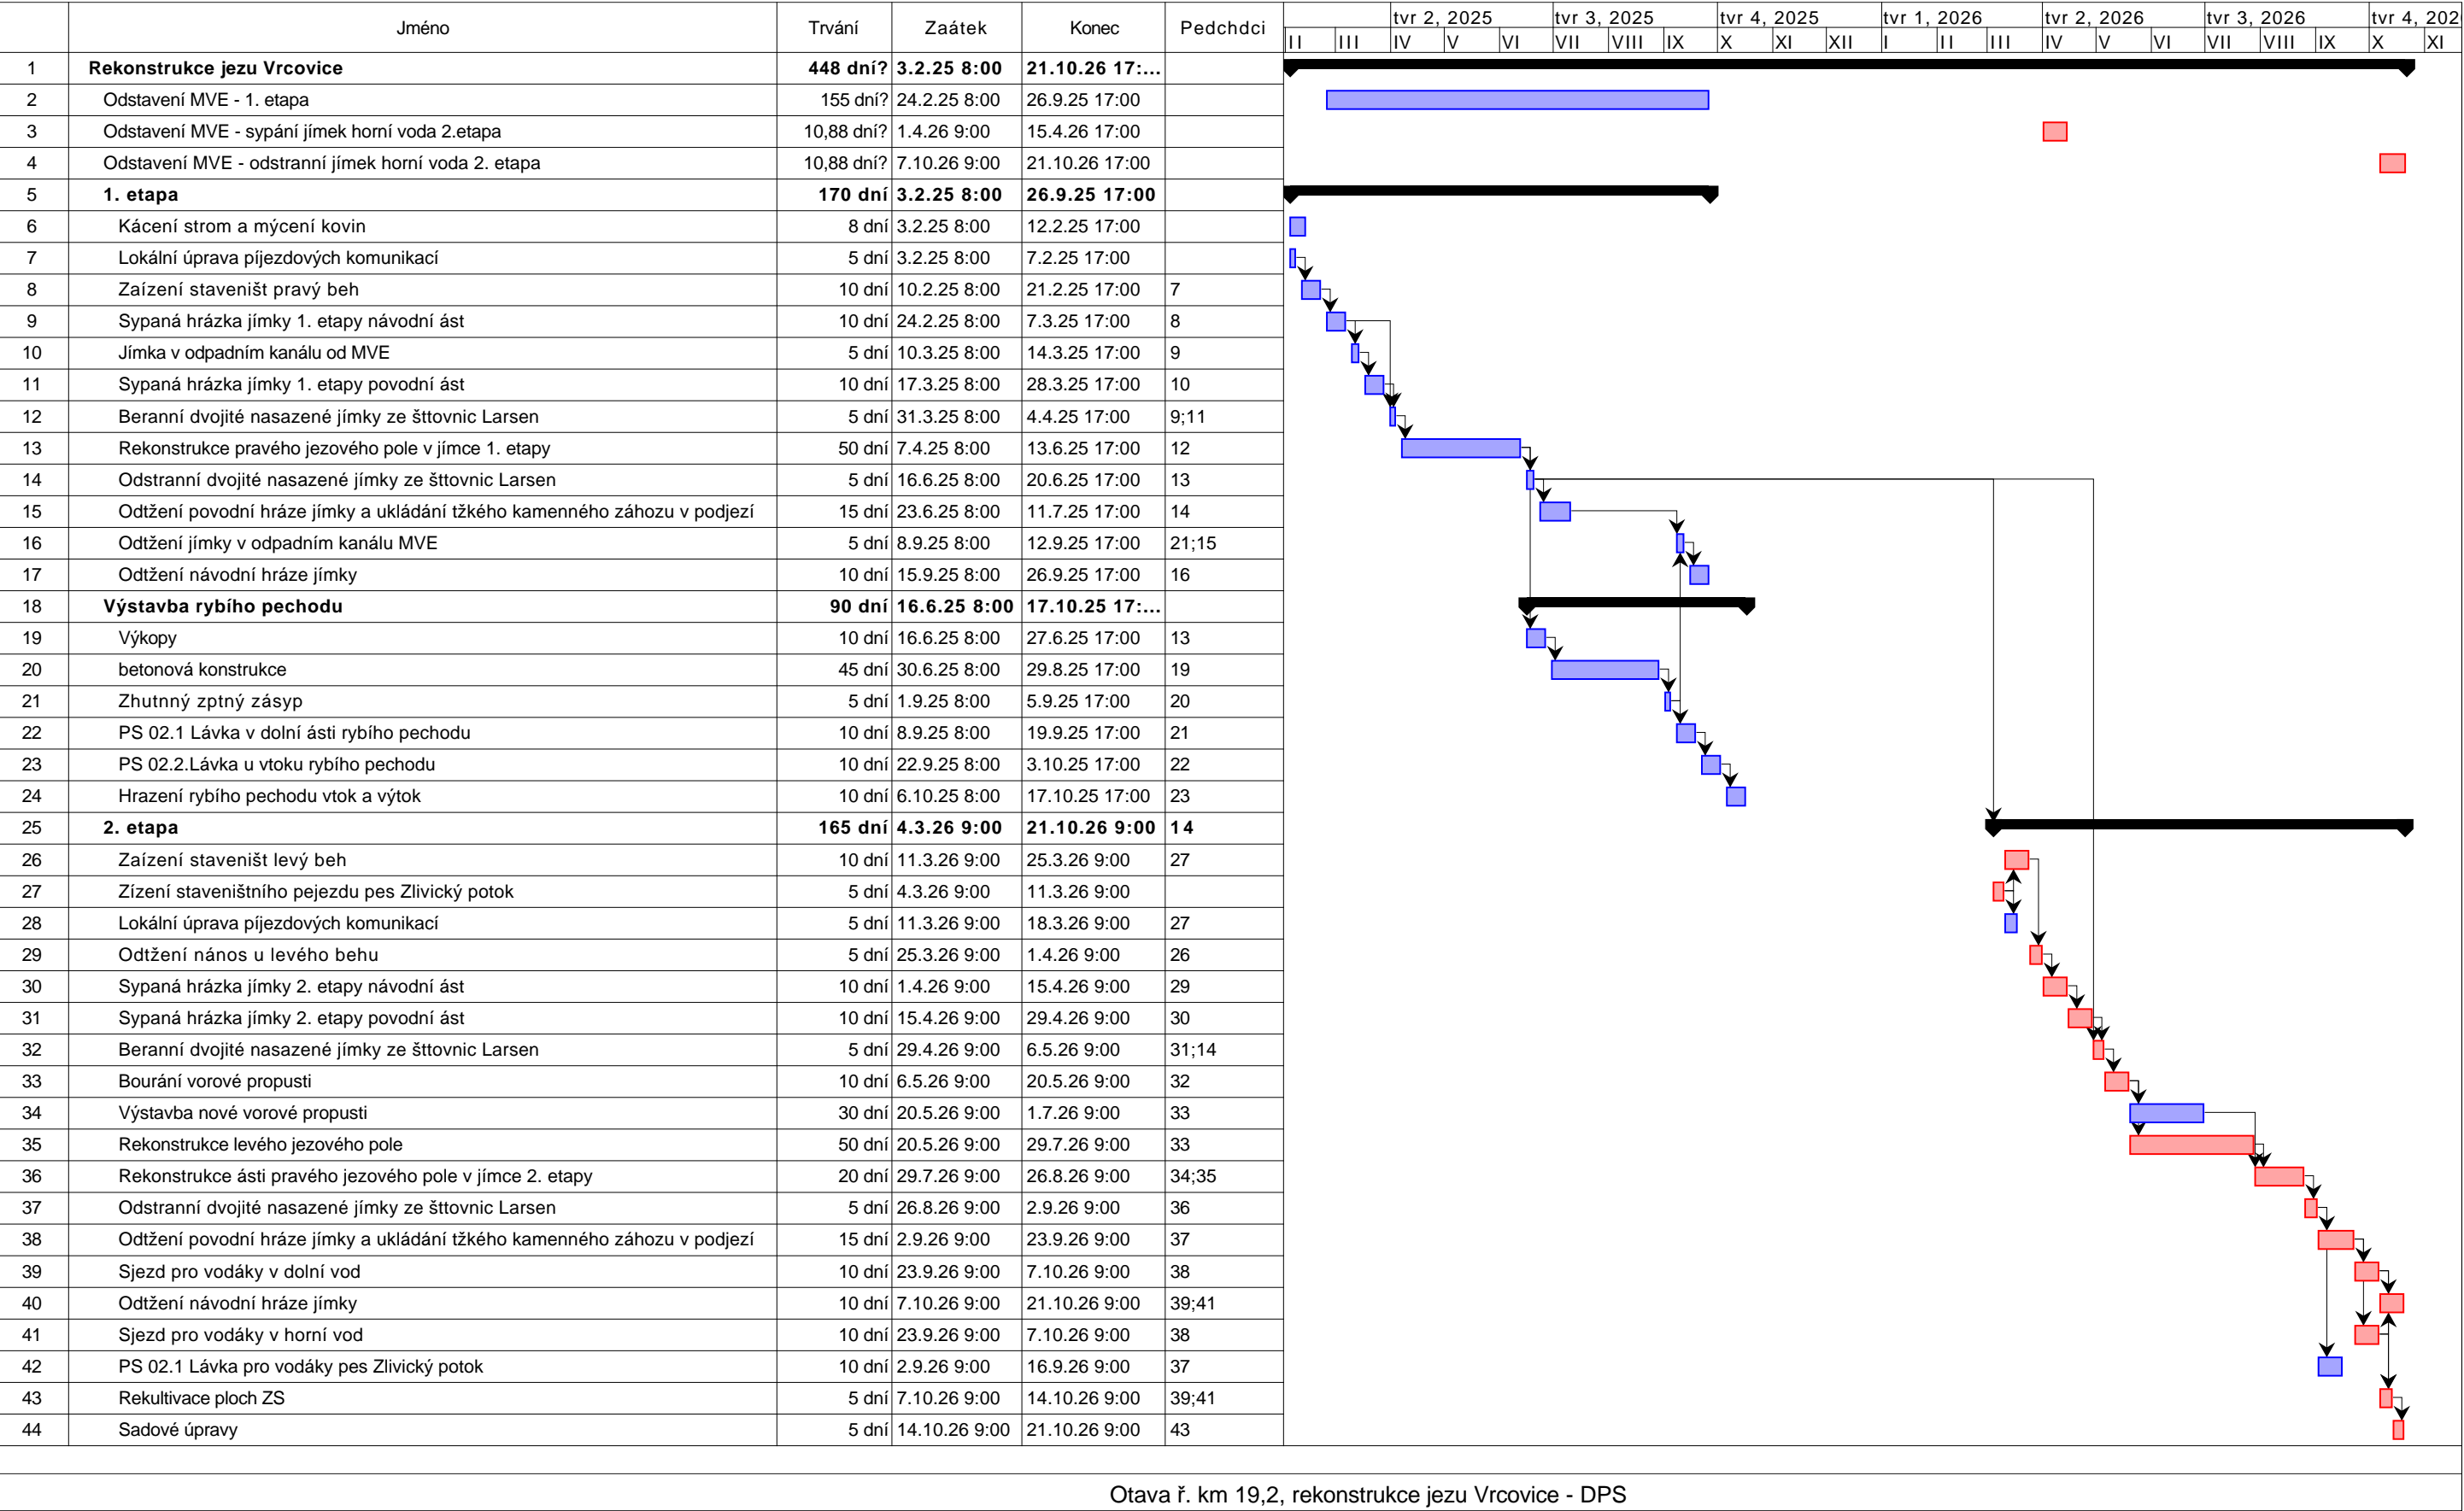 Jméno Trvání Zaátek Konec Pedchdci tvr 2, 2025 tvr 3, 2025 tvr 4, 2025 tvr 1, 2026 tvr 2, 2026 tvr 3, 2026 tvr 4, 202
II III IV V VI VII VIII IX X XI XII I II III IV V VI VII VIII IX X XI
1 Rekonstrukce jezu Vrcovice 448 dní? 3.2.25 8:00 21.10.26 17:...
2 Odstavení MVE - 1. etapa 155 dní? 24.2.25 8:00 26.9.25 17:00
3 Odstavení MVE - sypání jímek horní voda 2.etapa 10,88 dní? 1.4.26 9:00 15.4.26 17:00
4 Odstavení MVE - odstranní jímek horní voda 2. etapa 10,88 dní? 7.10.26 9:00 21.10.26 17:00
5 1. etapa 170 dní 3.2.25 8:00 26.9.25 17:00
6 Kácení strom a mýcení kovin 8 dní 3.2.25 8:00 12.2.25 17:00
7 Lokální úprava píjezdových komunikací 5 dní 3.2.25 8:00 7.2.25 17:00
8 Zaízení staveništ pravý beh 10 dní 10.2.25 8:00 21.2.25 17:00 7
9 Sypaná hrázka jímky 1. etapy návodní ást 10 dní 24.2.25 8:00 7.3.25 17:00 8
10 Jímka v odpadním kanálu od MVE 5 dní 10.3.25 8:00 14.3.25 17:00 9
11 Sypaná hrázka jímky 1. etapy povodní ást 10 dní 17.3.25 8:00 28.3.25 17:00 10
12 Beranní dvojité nasazené jímky ze šttovnic Larsen 5 dní 31.3.25 8:00 4.4.25 17:00 9;11
13 Rekonstrukce pravého jezového pole v jímce 1. etapy 50 dní 7.4.25 8:00 13.6.25 17:00 12
14 Odstranní dvojité nasazené jímky ze šttovnic Larsen 5 dní 16.6.25 8:00 20.6.25 17:00 13
15 Odtžení povodní hráze jímky a ukládání tžkého kamenného záhozu v podjezí 15 dní 23.6.25 8:00 11.7.25 17:00 14
16 Odtžení jímky v odpadním kanálu MVE 5 dní 8.9.25 8:00 12.9.25 17:00 21;15
17 Odtžení návodní hráze jímky 10 dní 15.9.25 8:00 26.9.25 17:00 16
18 Výstavba rybího pechodu 90 dní 16.6.25 8:00 17.10.25 17:...
19 Výkopy 10 dní 16.6.25 8:00 27.6.25 17:00 13
20 betonová konstrukce 45 dní 30.6.25 8:00 29.8.25 17:00 19
21 Zhutnný zptný zásyp 5 dní 1.9.25 8:00 5.9.25 17:00 20
22 PS 02.1 Lávka v dolní ásti rybího pechodu 10 dní 8.9.25 8:00 19.9.25 17:00 21
23 PS 02.2.Lávka u vtoku rybího pechodu 10 dní 22.9.25 8:00 3.10.25 17:00 22
24 Hrazení rybího pechodu vtok a výtok 10 dní 6.10.25 8:00 17.10.25 17:00 23
25 2. etapa 165 dní 4.3.26 9:00 21.10.26 9:00 14
26 Zaízení staveništ levý beh 10 dní 11.3.26 9:00 25.3.26 9:00 27
27 Zízení staveništního pejezdu pes Zlivický potok 5 dní 4.3.26 9:00 11.3.26 9:00
28 Lokální úprava píjezdových komunikací 5 dní 11.3.26 9:00 18.3.26 9:00 27
29 Odtžení nános u levého behu 5 dní 25.3.26 9:00 1.4.26 9:00 26
30 Sypaná hrázka jímky 2. etapy návodní ást 10 dní 1.4.26 9:00 15.4.26 9:00 29
31 Sypaná hrázka jímky 2. etapy povodní ást 10 dní 15.4.26 9:00 29.4.26 9:00 30
32 Beranní dvojité nasazené jímky ze šttovnic Larsen 5 dní 29.4.26 9:00 6.5.26 9:00 31;14
33 Bourání vorové propusti 10 dní 6.5.26 9:00 20.5.26 9:00 32
34 Výstavba nové vorové propusti 30 dní 20.5.26 9:00 1.7.26 9:00 33
35 Rekonstrukce levého jezového pole 50 dní 20.5.26 9:00 29.7.26 9:00 33
36 Rekonstrukce ásti pravého jezového pole v jímce 2. etapy 20 dní 29.7.26 9:00 26.8.26 9:00 34;35
37 Odstranní dvojité nasazené jímky ze šttovnic Larsen 5 dní 26.8.26 9:00 2.9.26 9:00 36
38 Odtžení povodní hráze jímky a ukládání tžkého kamenného záhozu v podjezí 15 dní 2.9.26 9:00 23.9.26 9:00 37
39 Sjezd pro vodáky v dolní vod 10 dní 23.9.26 9:00 7.10.26 9:00 38
40 Odtžení návodní hráze jímky 10 dní 7.10.26 9:00 21.10.26 9:00 39;41
41 Sjezd pro vodáky v horní vod 10 dní 23.9.26 9:00 7.10.26 9:00 38
42 PS 02.1 Lávka pro vodáky pes Zlivický potok 10 dní 2.9.26 9:00 16.9.26 9:00 37
43 Rekultivace ploch ZS 5 dní 7.10.26 9:00 14.10.26 9:00 39;41
44 Sadové úpravy 5 dní 14.10.26 9:00 21.10.26 9:00 43
Otava ř. km 19,2, rekonstrukce jezu Vrcovice - DPS